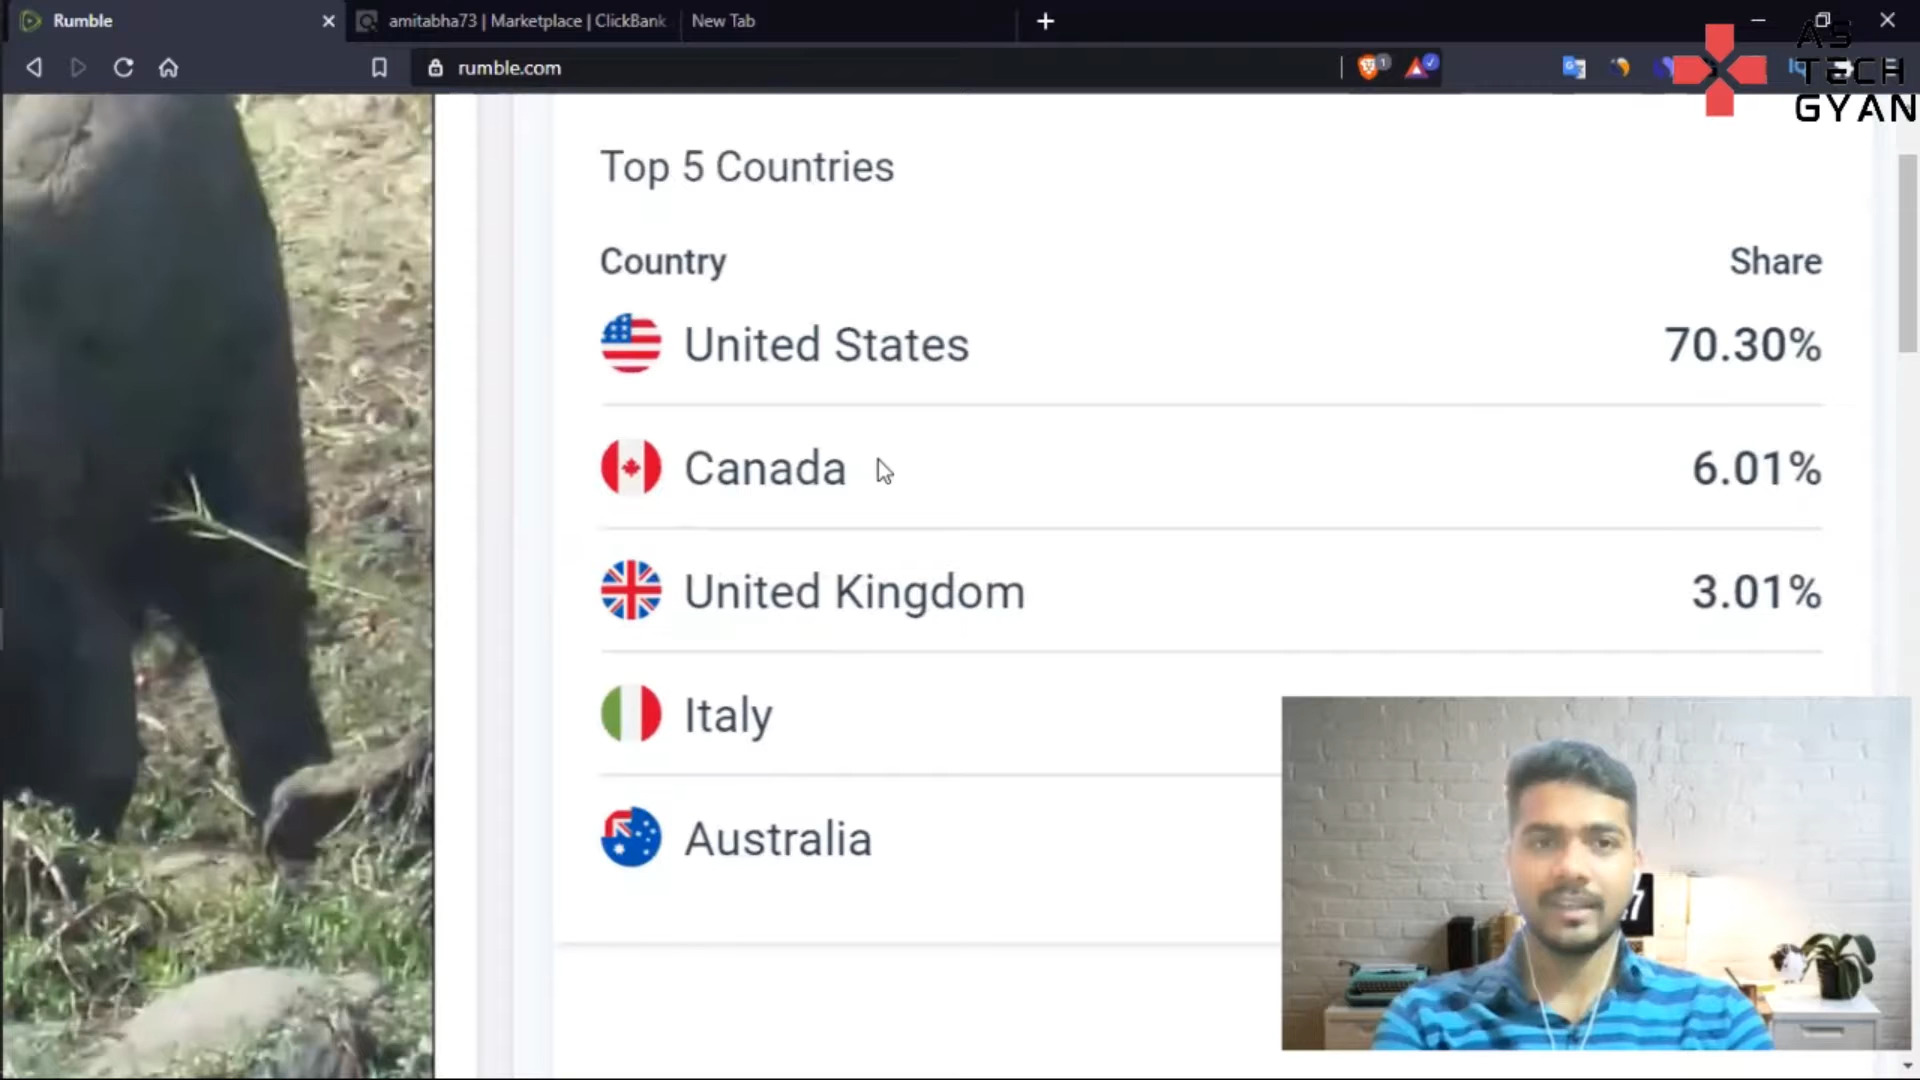 Rumble
amitabha73 | Marketplace | ClickBank
New Tab
rumble.com
AS
TECH
GYAN
Top 5 Countries
Country Share
United States 70.30%
Canada 6.01%
United Kingdom 3.01%
Italy
Australia